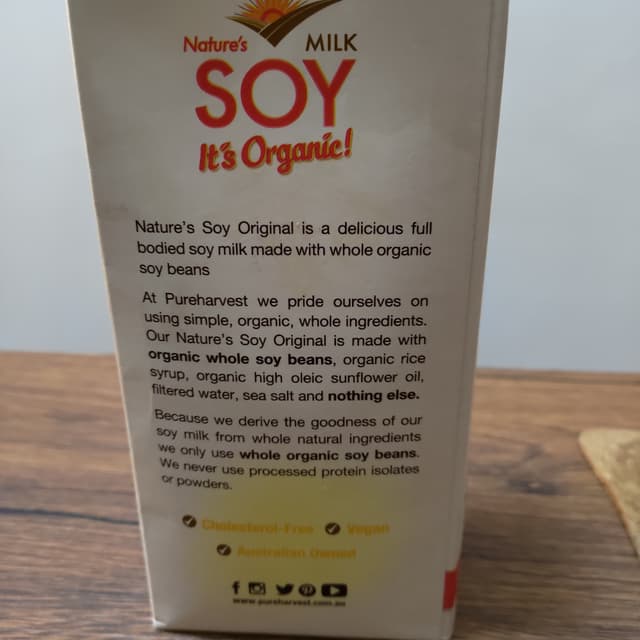 Nature's MILK
SOY
It's Organic!
Nature's Soy Original is a delicious full
bodied soy milk made with whole organic
soy beans
At Pureharvest we pride ourselves on
using simple, organic, whole ingredients.
Our Nature's Soy Original is made with
organic whole soy beans, organic rice
syrup, organic high oleic sunflower oil,
filtered water, sea salt and nothing else.
Because we derive the goodness of our
soy milk from whole natural ingredients
we only use whole organic soy beans.
We never use processed protein isolates
or powders.
Cholesterol-Free Vegan
Australian Owned
www.pureharvest.com.au